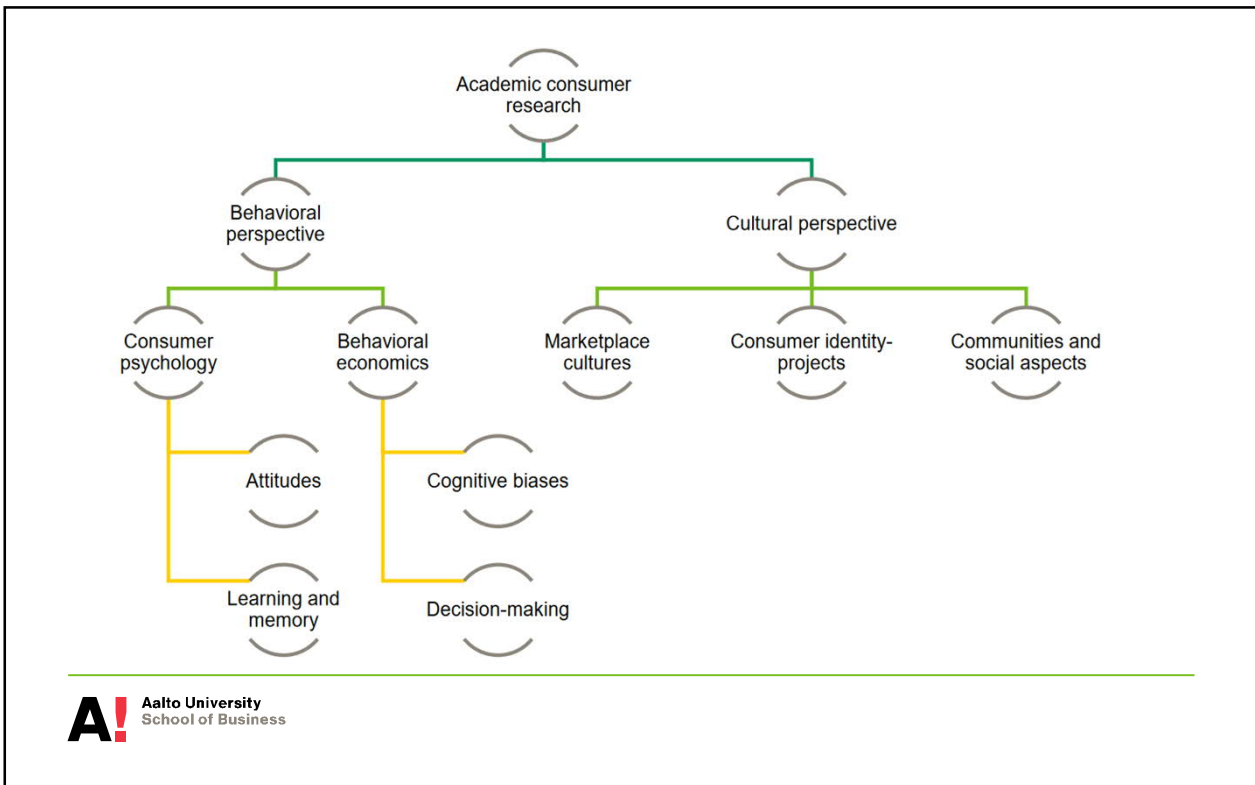 Academic consumer
research
Behavioral
perspective
Cultural perspective
Consumer
psychology
Behavioral
economics
Marketplace
cultures
Consumer identity-
projects
Communities and
social aspects
Attitudes
Cognitive biases
Learning and
memory
Decision-making
A!
Aalto University
School of Business